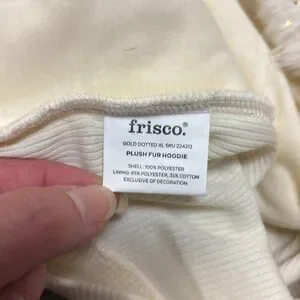 frisco.®
GOLD DOTTED XL SKU 224212
PLUSH FUR HOODIE
SHELL: 100% POLYESTER
LINING: 65% POLYESTER, 35% COTTON
EXCLUSIVE OF DECORATION